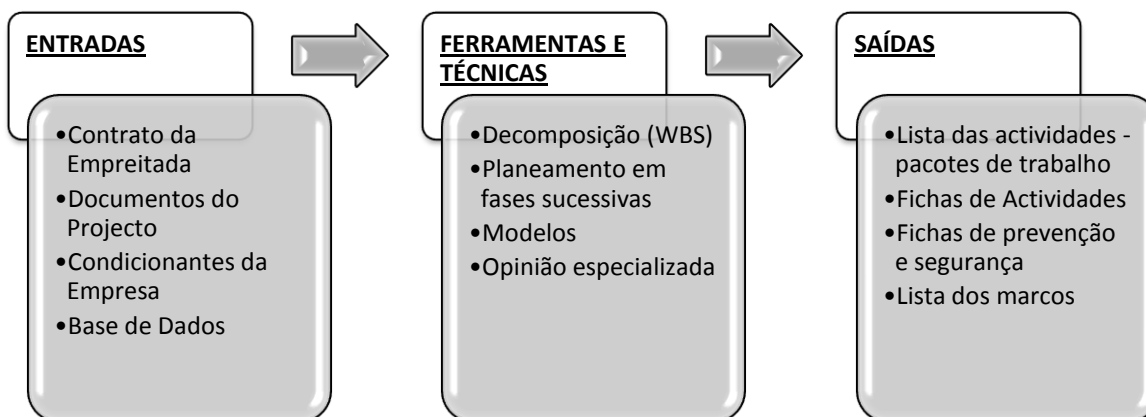 ENTRADAS
•Contrato da
Empreitada
•Documentos do
Projecto
•Condicionantes da
Empresa
•Base de Dados
FERRAMENTAS E
TÉCNICAS
•Decomposição (WBS)
•Planeamento em
fases sucessivas
•Modelos
•Opinião especializada
SAÍDAS
•Lista das actividades -
pacotes de trabalho
•Fichas de Actividades
•Fichas de prevenção
e segurança
•Lista dos marcos